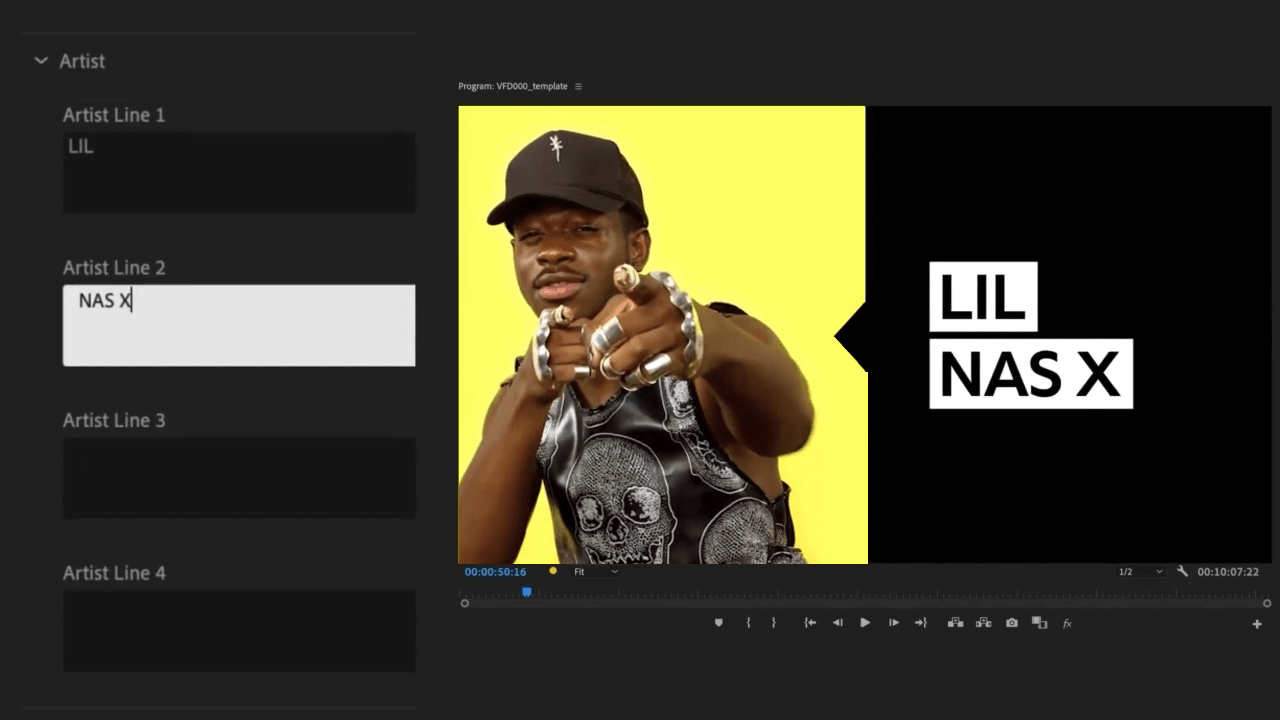 Artist
Artist Line 1
LIL
Artist Line 2
NAS X
Artist Line 3
Artist Line 4
Program: VFD000_template
LIL
NAS X
00:00:50:16
Fit
1/2
00:10:07:22
fx